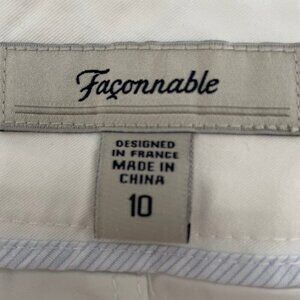 Façonnable
DESIGNED
IN FRANCE
MADE IN
CHINA
10